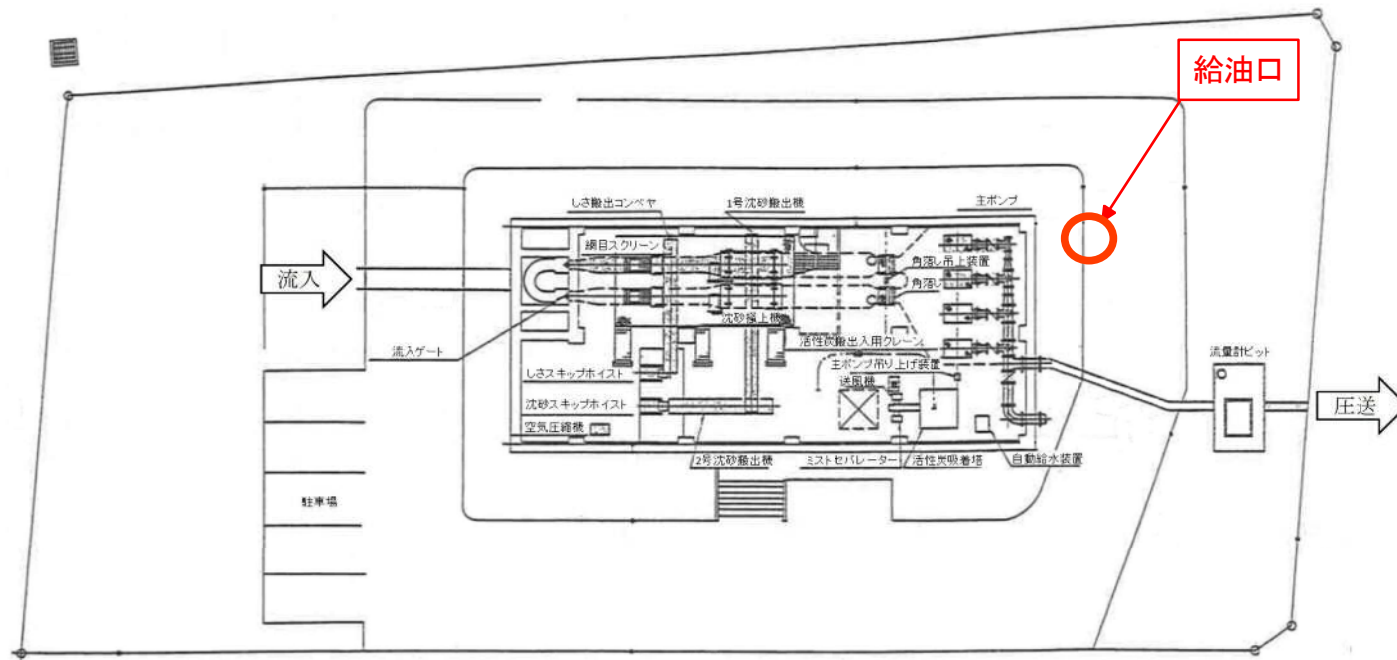 給油口
しさ搬出コンベヤ
1号沈砂搬出機
主ポンプ
細目スクリーン
角落し吊上装置
角落し
流入
沈砂掻上機
活性炭搬出入用クレーン
流入ゲート
主ポンプ吊り上げ装置
流量計ピット
しさスキップホイスト
送風機
圧送
沈砂スキップホイスト
空気圧縮機
2号沈砂搬出機
ミストセパレーター
活性炭吸着塔
自動給水装置
駐車場